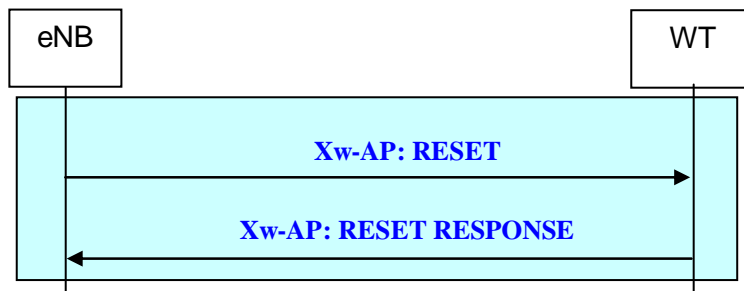 eNB
WT
Xw-AP: RESET
Xw-AP: RESET RESPONSE